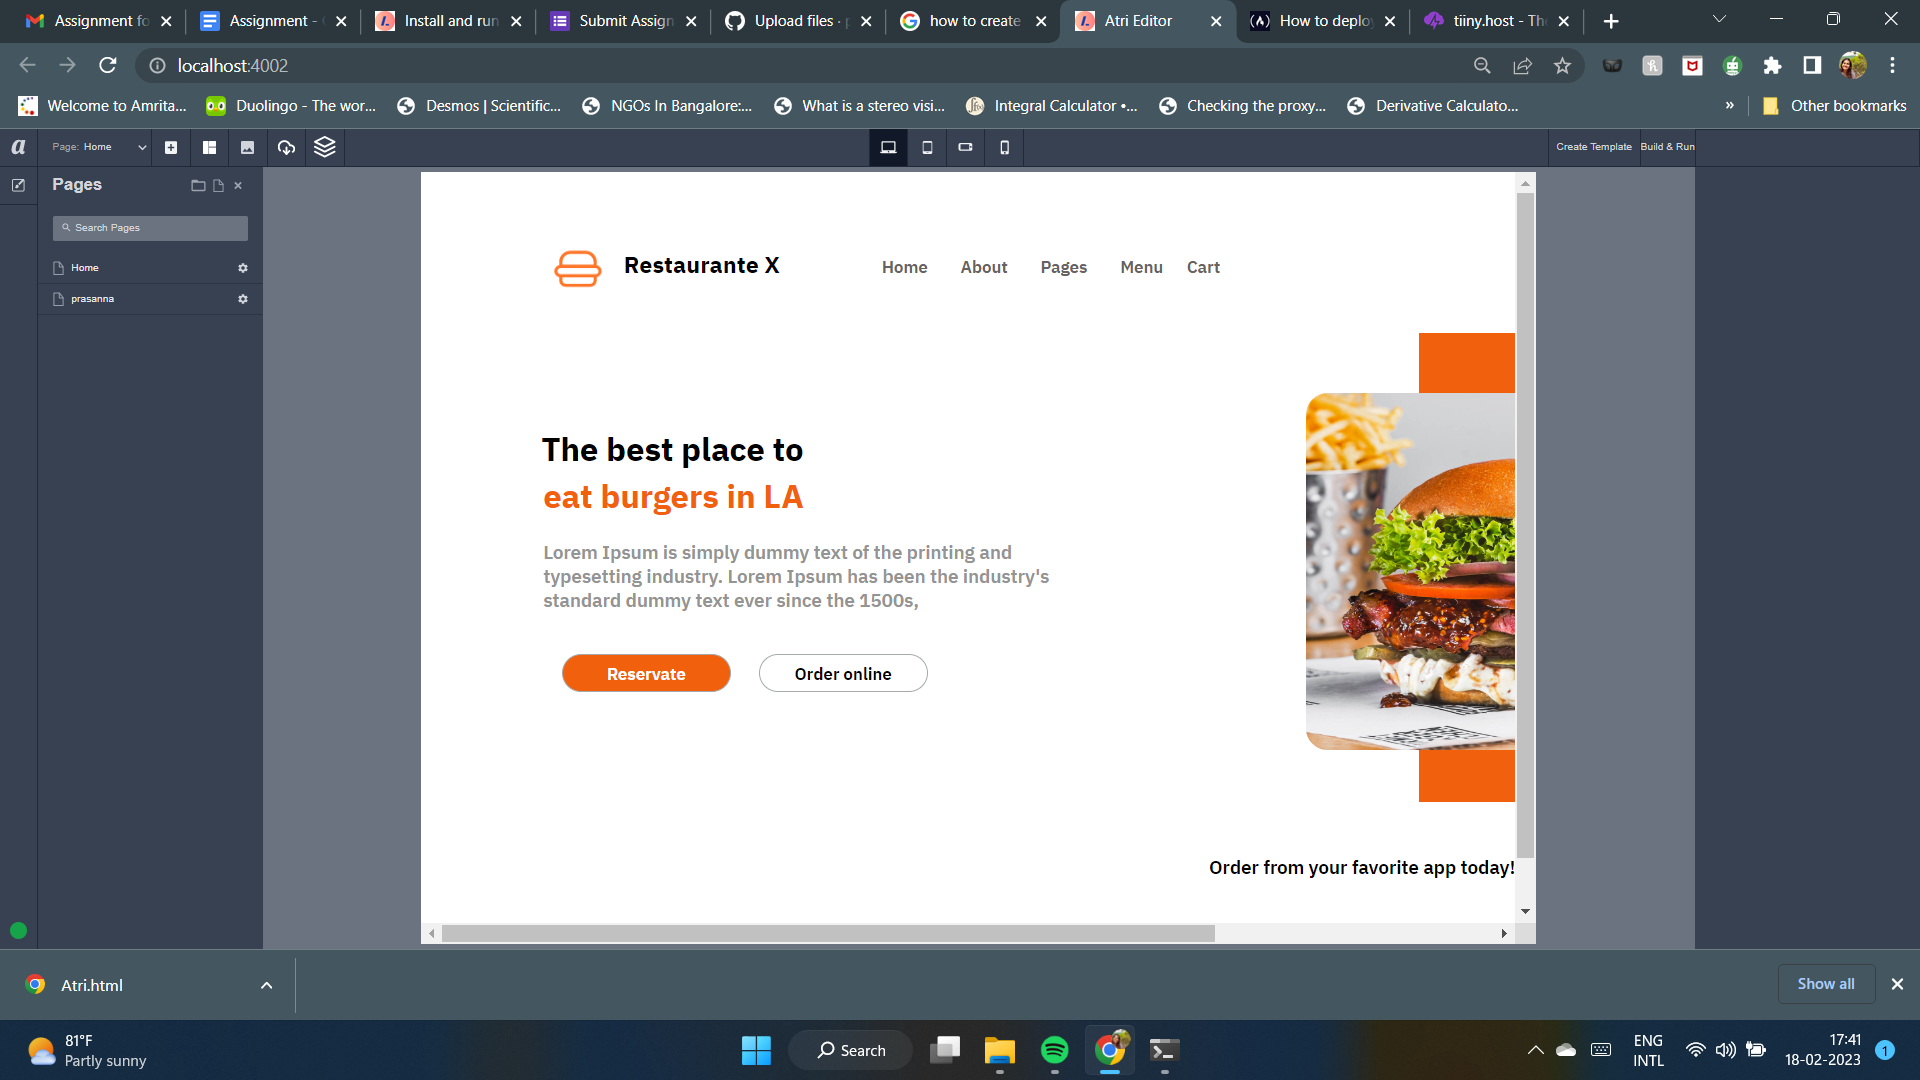 Assignment fo
Assignment -
Install and run
Submit Assign
Upload files ·
how to create
Atri Editor
How to deplo
tiiny.host - Th
localhost:4002
Welcome to Amrita...
Duolingo - The wor...
Desmos | Scientific...
NGOs In Bangalore:...
What is a stereo visi...
Integral Calculator •...
Checking the proxy...
Derivative Calculato...
»
Other bookmarks
a
Page: Home
Create Template
Build & Run
Pages
Search Pages
Home
prasanna
Restaurante X
Home
About
Pages
Menu
Cart
The best place to
eat burgers in LA
Lorem Ipsum is simply dummy text of the printing and
typesetting industry. Lorem Ipsum has been the industry's
standard dummy text ever since the 1500s,
Reservate
Order online
Order from your favorite app today!
Atri.html
Show all
81°F
Partly sunny
Search
ENG
INTL
17:41
18-02-2023
1